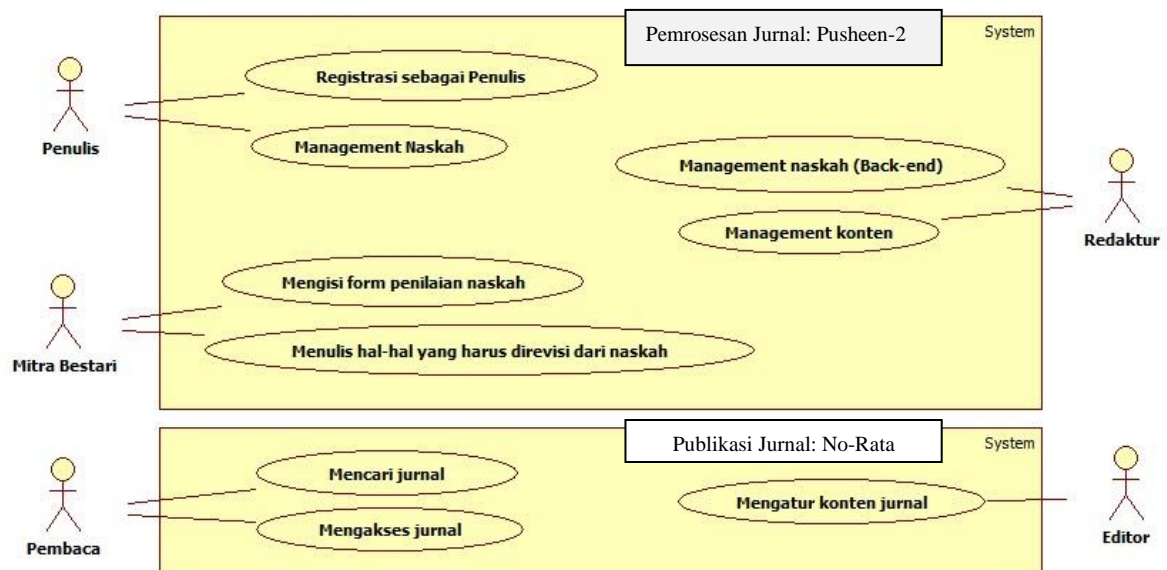 Pemrosesan Jurnal: Pusheen-2
System
Registrasi sebagai Penulis
Penulis
Management Naskah
Management naskah (Back-end)
Management konten
Redaktur
Mengisi form penilaian naskah
Menulis hal-hal yang harus direvisi dari naskah
Mitra Bestari
Publikasi Jurnal: No-Rata
System
Mencari jurnal
Mengatur konten jurnal
Mengakses jurnal
Pembaca
Editor